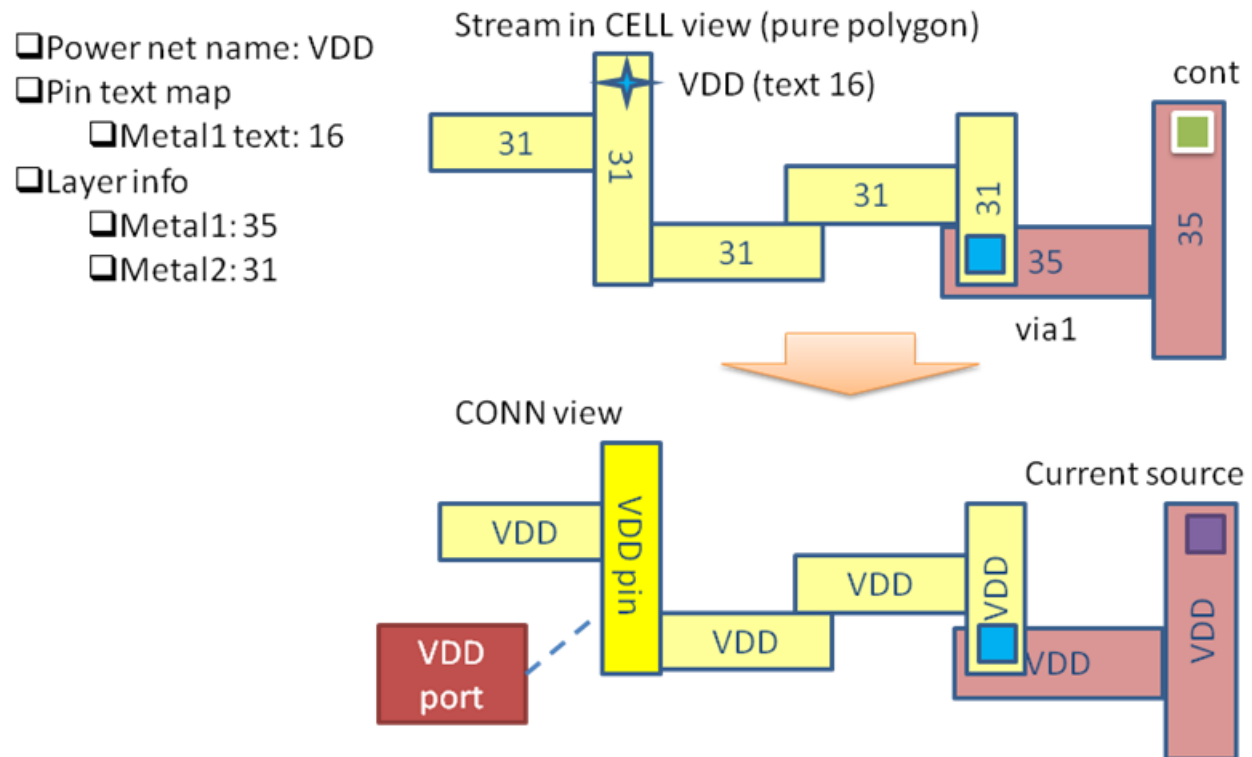 Stream in CELL view (pure polygon)
❑Power net name: VDD
❑Pin text map
❑Metal1 text: 16
❑Layer info
❑Metal1: 35
❑Metal2: 31
VDD (text 16)
cont
31
31
31
31
31
35
35
via1
CONN view
Current source
VDD
VDD pin
VDD
VDD
VDD
VDD
VDD
VDD
port